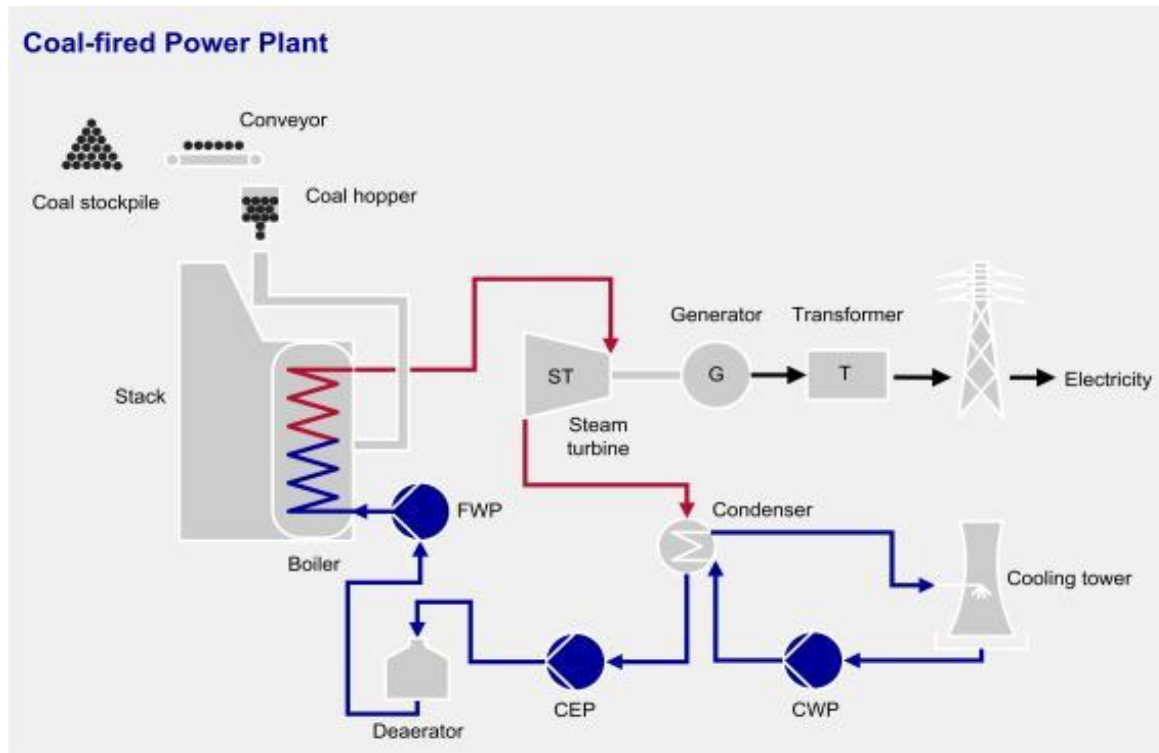 Coal-fired Power Plant
Conveyor
Coal stockpile
Coal hopper
Generator
Transformer
Stack
ST
G
T
Electricity
Steam
turbine
FWP
Condenser
Boiler
Cooling tower
Deaerator
CEP
CWP